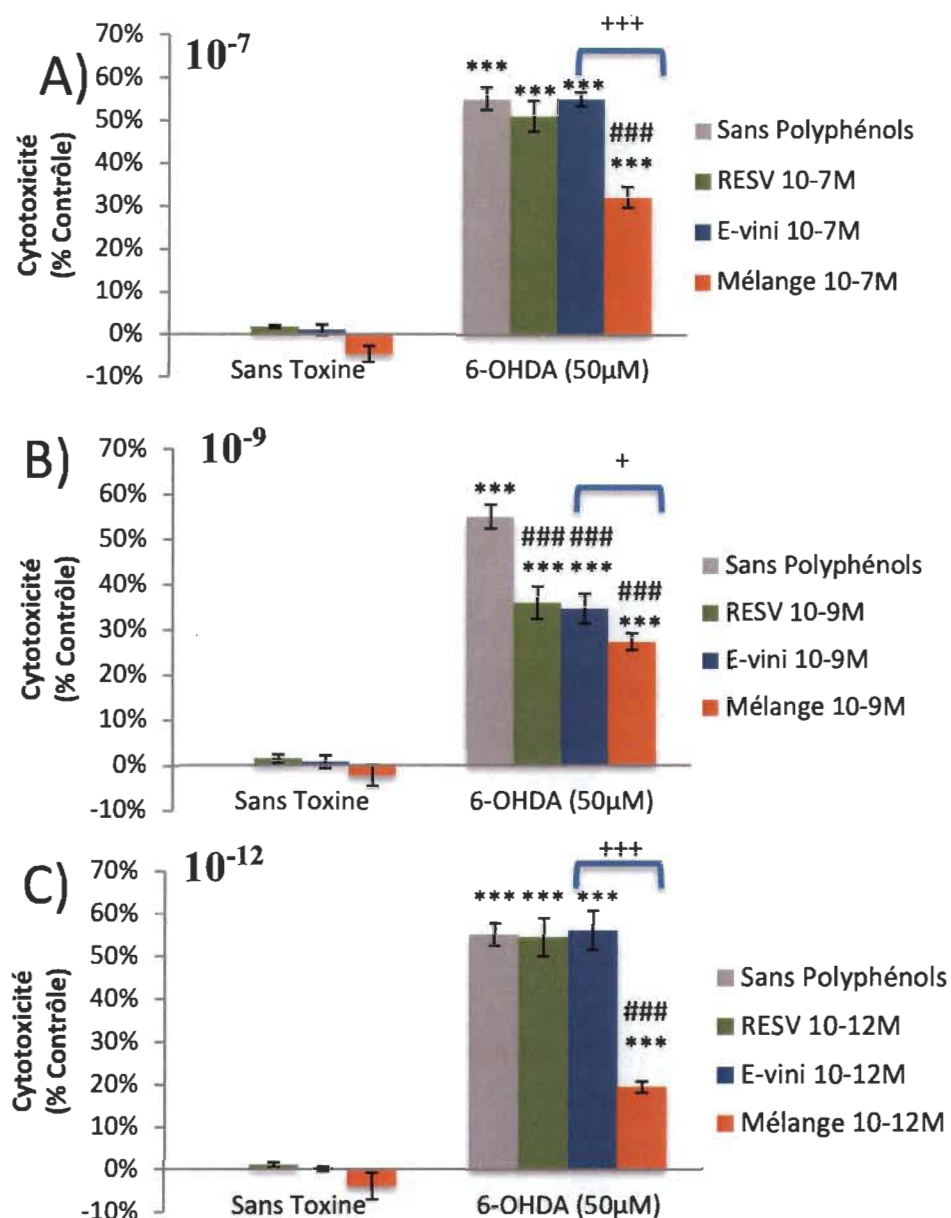 A)
10-7
Cytotoxicité
(% Contrôle)
70%
60%
50%
40%
30%
20%
10%
0%
-10%
+++
***
***
***
###
***
Sans Toxine
6-OHDA (50µM)
Sans Polyphénols
RESV 10-7M
E-vini 10-7M
Mélange 10-7M
B)
10-9
Cytotoxicité
(% Contrôle)
70%
60%
50%
40%
30%
20%
10%
0%
-10%
+
***
### ###
*** ***
###
***
Sans Toxine
6-OHDA (50µM)
Sans Polyphénols
RESV 10-9M
E-vini 10-9M
Mélange 10-9M
C)
10-12
Cytotoxicité
(% Contrôle)
70%
60%
50%
40%
30%
20%
10%
0%
-10%
+++
*** *** ***
###
***
Sans Toxine
6-OHDA (50µM)
Sans Polyphénols
RESV 10-12M
E-vini 10-12M
Mélange 10-12M